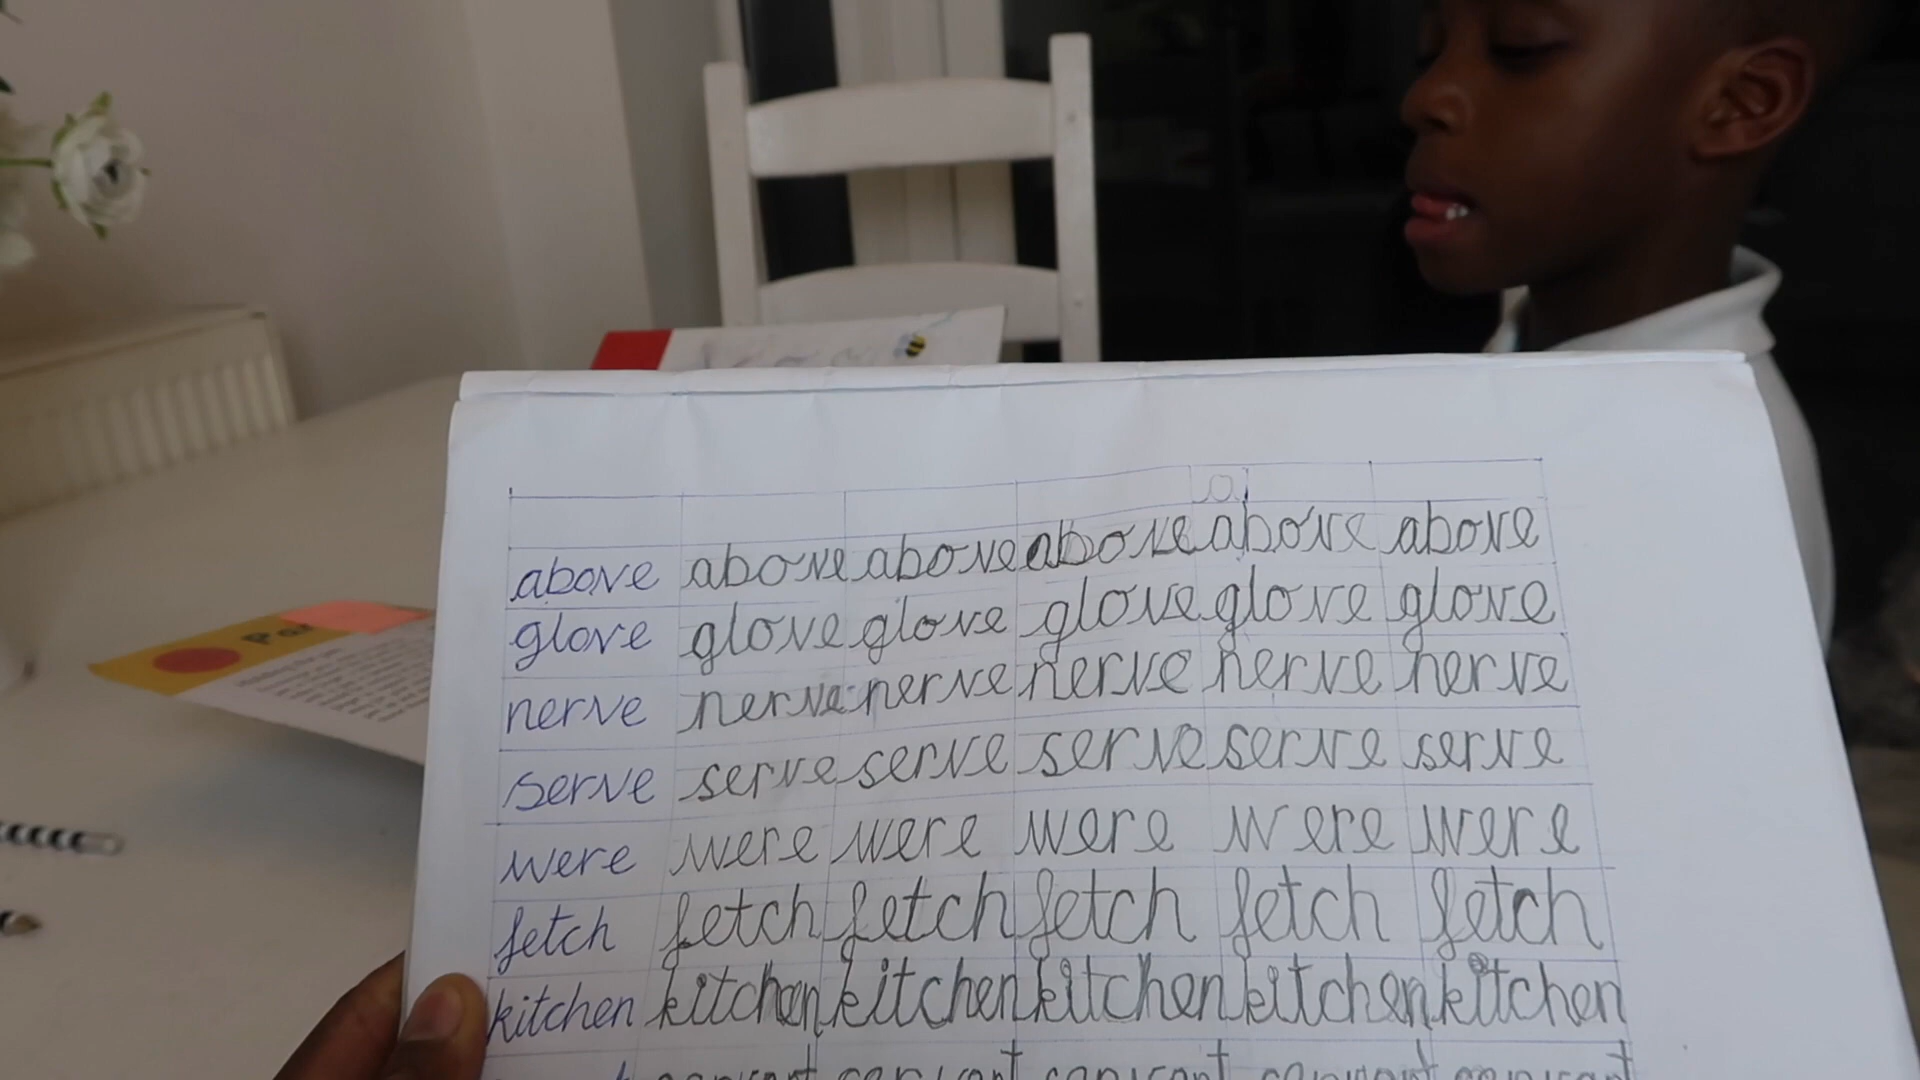 a
above above above above above above
glove glove glove glove glove glove
nerve nerve nerve nerve nerve nerve
serve serve serve serve serve serve
were were were were were were
fetch fetch fetch fetch fetch fetch
kitchen kitchen kitchen kitchen kitchen kitchen